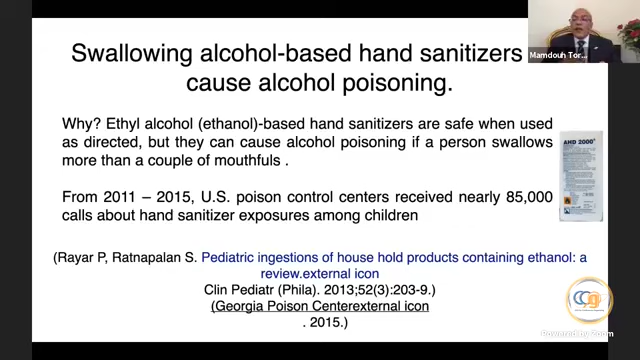 Swallowing alcohol-based hand sanitizers
cause alcohol poisoning.
Mamdouh Tor...
Why? Ethyl alcohol (ethanol)-based hand sanitizers are safe when used
as directed, but they can cause alcohol poisoning if a person swallows
more than a couple of mouthfuls .
AHD 2000
From 2011 – 2015, U.S. poison control centers received nearly 85,000
calls about hand sanitizer exposures among children
(Rayar P, Ratnapalan S. Pediatric ingestions of house hold products containing ethanol: a
review.external icon
Clin Pediatr (Phila). 2013;52(3):203-9.)
(Georgia Poison Centerexternal icon
. 2015.)
Powered by Zoom